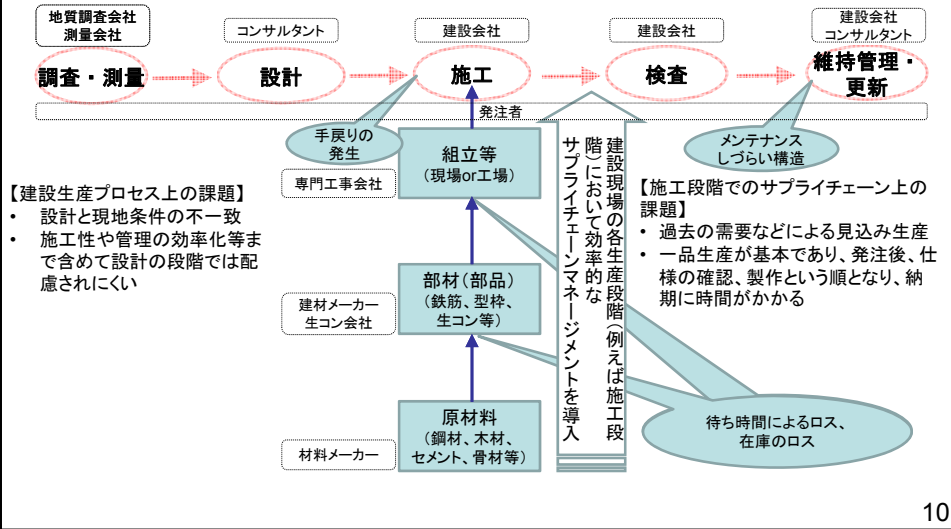 地質調査会社
測量会社
コンサルタント
建設会社
建設会社
建設会社
コンサルタント
調査・測量
設計
施工
検査
維持管理・
更新
発注者
手戻りの
発生
メンテナンス
しづらい構造
組立等
(現場or工場)
専門工事会社
【建設生産プロセス上の課題】
• 設計と現地条件の不一致
• 施工性や管理の効率化等ま
で含めて設計の段階では配
慮されにくい
部材(部品)
(鉄筋、型枠、
生コン等)
建材メーカー
生コン会社
原材料
(鋼材、木材、
セメント、骨材等)
材料メーカー
建設現場の各生産段階(例えば施工段
階)において効率的な
サプライチェーンマネージメントを導入
【施工段階でのサプライチェーン上の
課題】
• 過去の需要などによる見込み生産
• 一品生産が基本であり、発注後、仕
様の確認、製作という順となり、納
期に時間がかかる
待ち時間によるロス、
在庫のロス
10